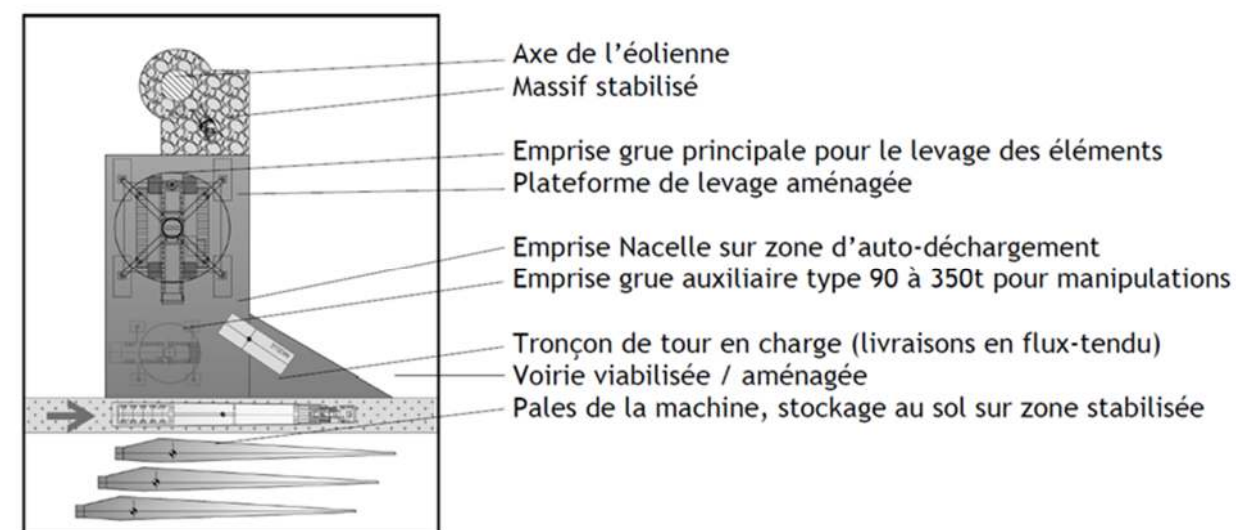 Axe de l'éolienne
Massif stabilisé
Emprise grue principale pour le levage des éléments
Plateforme de levage aménagée
Emprise Nacelle sur zone d'auto-déchargement
Emprise grue auxiliaire type 90 à 350t pour manipulations
Tronçon de tour en charge (livraisons en flux-tendu)
Voirie viabilisée / aménagée
Pales de la machine, stockage au sol sur zone stabilisée